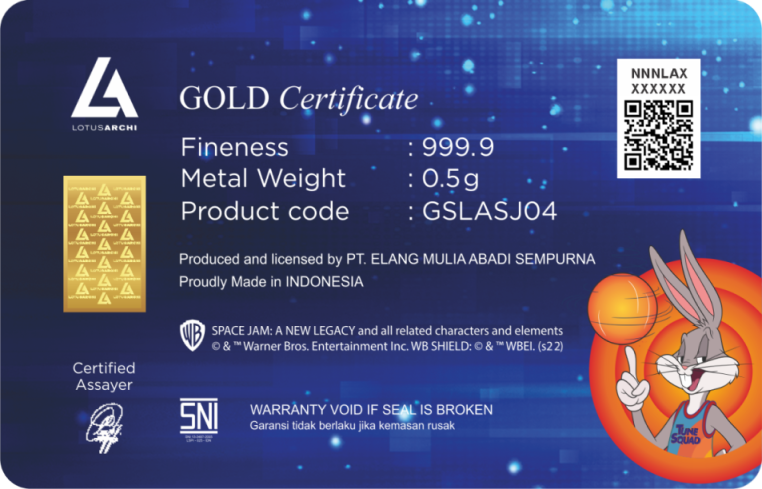 LOTUSARCHI
GOLD Certificate
NNNLAX
XXXXXX
Fineness : 999.9
Metal Weight : 0.5g
Product code : GSLASJ04
Produced and licensed by PT. ELANG MULIA ABADI SEMPURNA
Proudly Made in INDONESIA
WB
SPACE JAM: A NEW LEGACY and all related characters and elements
© & ™ Warner Bros. Entertainment Inc. WB SHIELD: © & ™ WBEI. (s22)
Certified
Assayer
SNI
WARRANTY VOID IF SEAL IS BROKEN
Garansi tidak berlaku jika kemasan rusak
TUNE
SQUAD